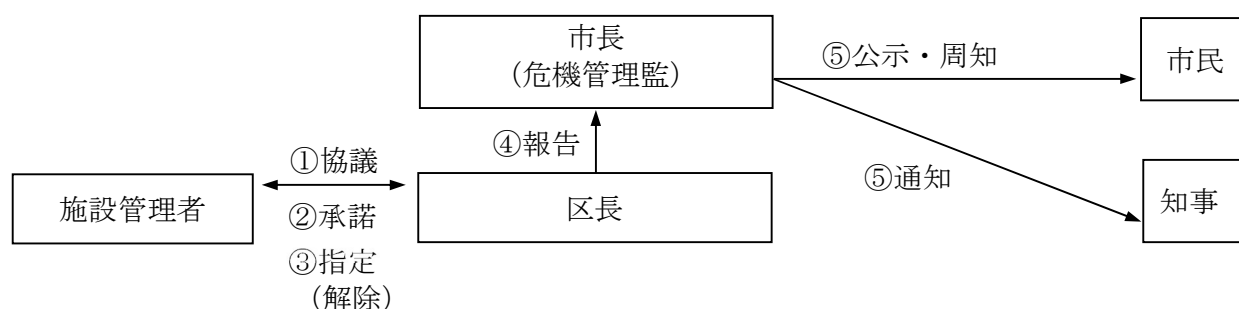 市長
(危機管理監)
⑤公示・周知
市民
④報告
①協議
⑤通知
施設管理者
区長
知事
②承諾
③指定
(解除)